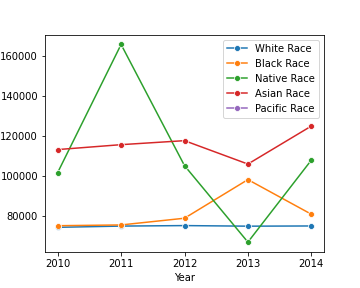 White Race
Black Race
Native Race
Asian Race
Pacific Race
160000
140000
120000
100000
80000
2010 2011 2012 2013 2014
Year